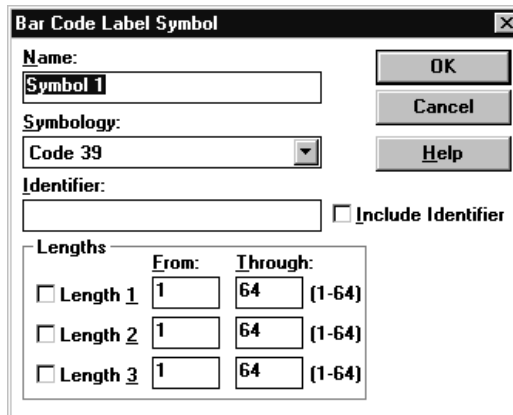 Bar Code Label Symbol
Name:
Symbol 1
OK
Cancel
Symbology:
Code 39
Help
Identifier:
Include Identifier
Lengths
From: Through:
Length 1 1 64 (1-64)
Length 2 1 64 (1-64)
Length 3 1 64 (1-64)